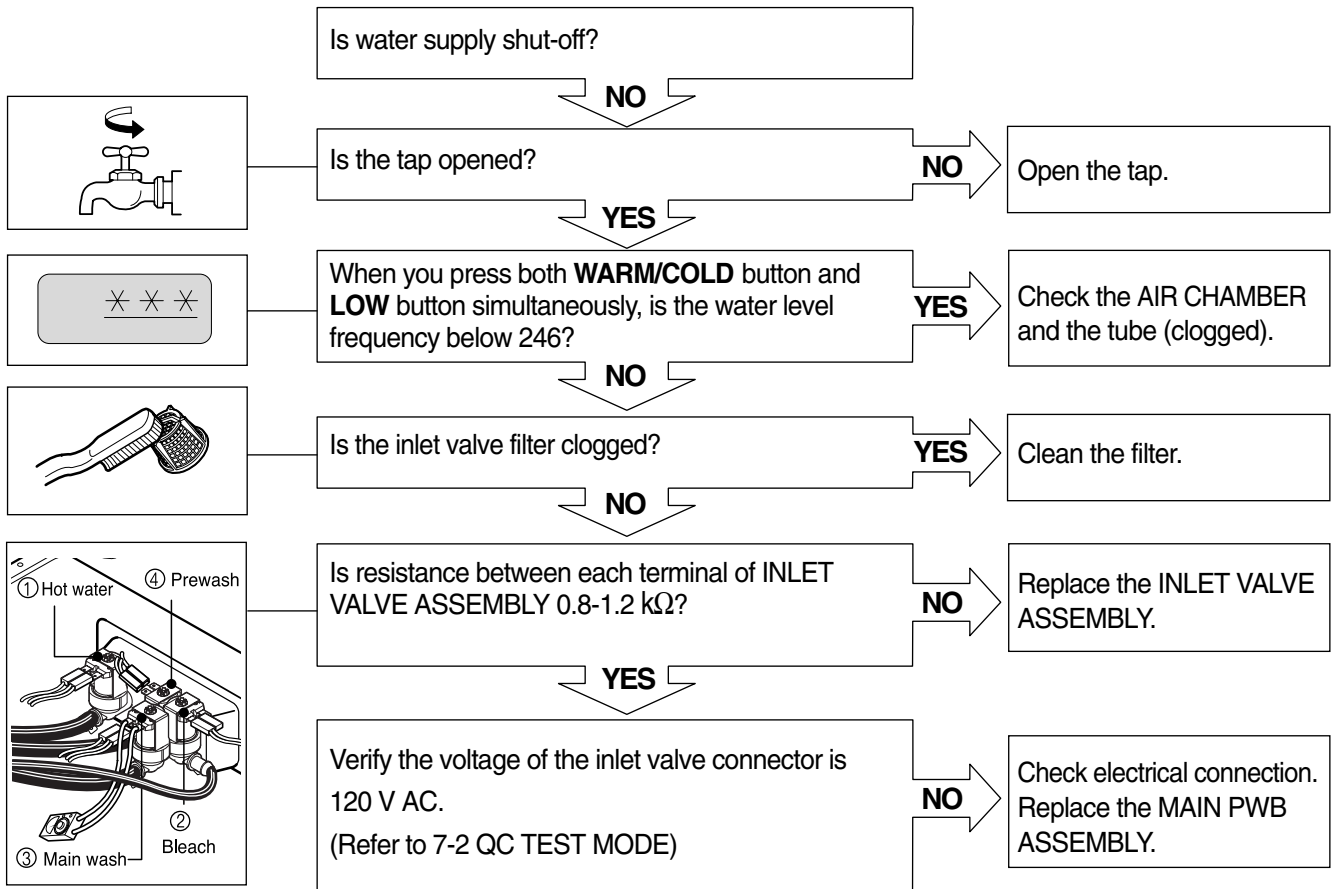 Is water supply shut-off?
NO
Is the tap opened?
NO
Open the tap.
YES
* * *
When you press both WARM/COLD button and
LOW button simultaneously, is the water level
frequency below 246?
YES
Check the AIR CHAMBER
and the tube (clogged).
NO
Is the inlet valve filter clogged?
YES
Clean the filter.
NO
① Hot water
④ Prewash
②
Bleach
③ Main wash
Is resistance between each terminal of INLET
VALVE ASSEMBLY 0.8-1.2 kΩ?
NO
Replace the INLET VALVE
ASSEMBLY.
YES
Verify the voltage of the inlet valve connector is
120 V AC.
(Refer to 7-2 QC TEST MODE)
NO
Check electrical connection.
Replace the MAIN PWB
ASSEMBLY.